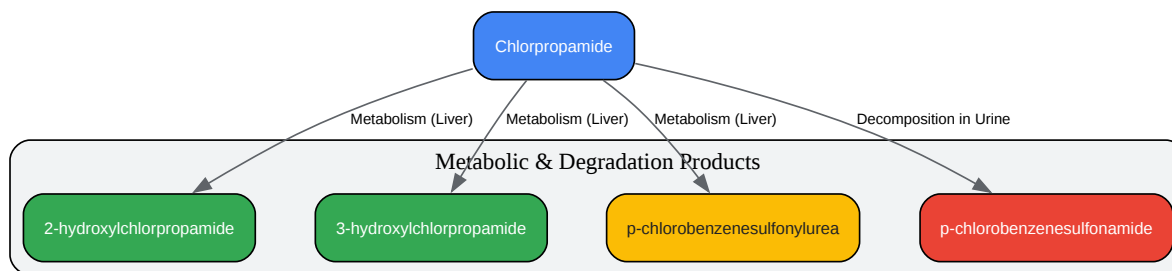 Chlorpropamide
Metabolism (Liver)
Metabolism (Liver)
Metabolism (Liver)
Decomposition in Urine
Metabolic & Degradation Products
2-hydroxylchlorpropamide
3-hydroxylchlorpropamide
p-chlorobenzenesulfonylurea
p-chlorobenzenesulfonamide